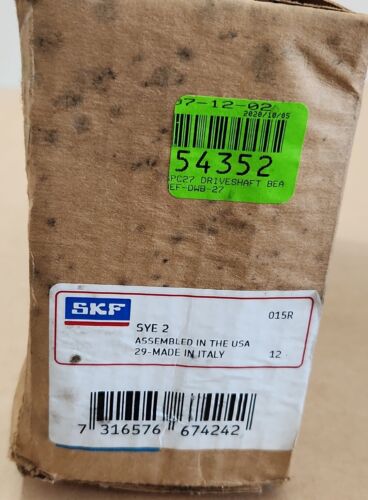 07-12-02
2020/10/05
54352
PC27 DRIVESHAFT BEA
EF-DWB-27
SKF
015R
SYE 2
ASSEMBLED IN THE USA
29-MADE IN ITALY
12
7 316576 674242